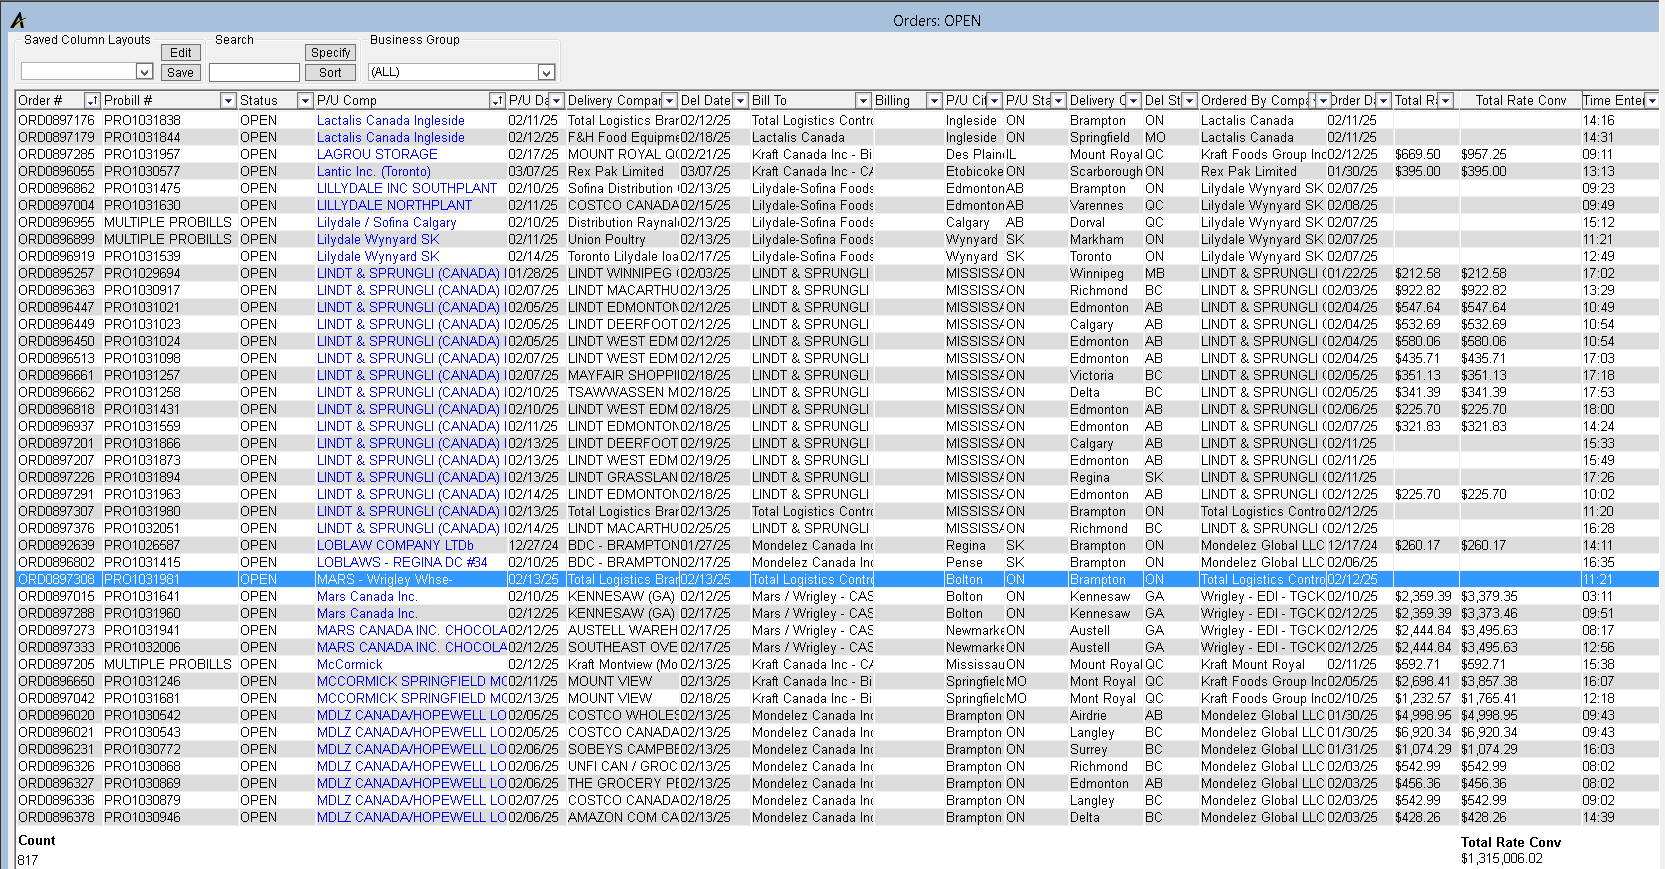 Orders: OPEN
Saved Column Layouts Edit Search Specify Business Group
Save Sort (ALL)
Order # Probill # Status P/U Comp P/U Da Delivery Compar Del Date Bill To Billing P/U Cit P/U Sta Delivery C Del St Ordered By Compa Order Da Total Ra Total Rate Conv Time Enter
ORD0897176 PRO1031838 OPEN Lactalis Canada Ingleside 02/11/25 Total Logistics Brar 02/12/25 Total Logistics Contro Ingleside ON Brampton ON Lactalis Canada 02/11/25 14:16
ORD0897179 PRO1031844 OPEN Lactalis Canada Ingleside 02/12/25 F&H Food Equipme 02/18/25 Lactalis Canada Ingleside ON Springfield MO Lactalis Canada 02/11/25 14:31
ORD0897285 PRO1031957 OPEN LAGROU STORAGE 02/17/25 MOUNT ROYAL Q( 02/21/25 Kraft Canada Inc - Bi Des Plain IL Mount Royal QC Kraft Foods Group Inc 02/12/25 $669.50 $957.25 09:11
ORD0896055 PRO1030577 OPEN Lantic Inc. (Toronto) 03/07/25 Rex Pak Limited 03/07/25 Kraft Canada Inc - CA Etobicoke ON Scarborough ON Rex Pak Limited 01/30/25 $395.00 $395.00 13:13
ORD0896862 PRO1031475 OPEN LILLYDALE INC SOUTHPLANT 02/10/25 Sofina Distribution 02/13/25 Lilydale-Sofina Foods Edmonton AB Brampton ON Lilydale Wynyard SK 02/07/25 09:23
ORD0897004 PRO1031630 OPEN LILLYDALE NORTHPLANT 02/11/25 COSTCO CANADA 02/15/25 Lilydale-Sofina Foods Edmonton AB Varennes QC Lilydale Wynyard SK 02/08/25 09:49
ORD0896955 MULTIPLE PROBILLS OPEN Lilydale / Sofina Calgary 02/10/25 Distribution Raynal 02/13/25 Lilydale-Sofina Foods Calgary AB Dorval QC Lilydale Wynyard SK 02/07/25 15:12
ORD0896899 MULTIPLE PROBILLS OPEN Lilydale Wynyard SK 02/11/25 Union Poultry 02/13/25 Lilydale-Sofina Foods Wynyard SK Markham ON Lilydale Wynyard SK 02/07/25 11:21
ORD0896919 PRO1031539 OPEN Lilydale Wynyard SK 02/14/25 Toronto Lilydale loa 02/17/25 Lilydale-Sofina Foods Wynyard SK Toronto ON Lilydale Wynyard SK 02/07/25 12:49
ORD0895257 PRO1029694 OPEN LINDT & SPRUNGLI (CANADA) I 01/28/25 LINDT WINNIPEG ( 02/03/25 LINDT & SPRUNGLI MISSISSA ON Winnipeg MB LINDT & SPRUNGLI ( 01/22/25 $212.58 $212.58 17:02
ORD0896363 PRO1030917 OPEN LINDT & SPRUNGLI (CANADA) I 02/07/25 LINDT MACARTHU 02/13/25 LINDT & SPRUNGLI MISSISSA ON Richmond BC LINDT & SPRUNGLI ( 02/03/25 $922.82 $922.82 13:29
ORD0896447 PRO1031021 OPEN LINDT & SPRUNGLI (CANADA) I 02/05/25 LINDT EDMONTON 02/12/25 LINDT & SPRUNGLI MISSISSA ON Edmonton AB LINDT & SPRUNGLI ( 02/04/25 $547.64 $547.64 10:49
ORD0896449 PRO1031023 OPEN LINDT & SPRUNGLI (CANADA) I 02/05/25 LINDT DEERFOOT 02/12/25 LINDT & SPRUNGLI MISSISSA ON Calgary AB LINDT & SPRUNGLI ( 02/04/25 $532.69 $532.69 10:54
ORD0896450 PRO1031024 OPEN LINDT & SPRUNGLI (CANADA) I 02/05/25 LINDT WEST EDM 02/12/25 LINDT & SPRUNGLI MISSISSA ON Edmonton AB LINDT & SPRUNGLI ( 02/04/25 $580.06 $580.06 10:54
ORD0896513 PRO1031098 OPEN LINDT & SPRUNGLI (CANADA) I 02/07/25 LINDT WEST EDM 02/12/25 LINDT & SPRUNGLI MISSISSA ON Edmonton AB LINDT & SPRUNGLI ( 02/04/25 $435.71 $435.71 17:03
ORD0896661 PRO1031257 OPEN LINDT & SPRUNGLI (CANADA) I 02/07/25 MAYFAIR SHOPPI 02/18/25 LINDT & SPRUNGLI MISSISSA ON Victoria BC LINDT & SPRUNGLI ( 02/05/25 $351.13 $351.13 17:18
ORD0896662 PRO1031258 OPEN LINDT & SPRUNGLI (CANADA) I 02/10/25 TSAWWASSEN M 02/18/25 LINDT & SPRUNGLI MISSISSA ON Delta BC LINDT & SPRUNGLI ( 02/05/25 $341.39 $341.39 17:53
ORD0896818 PRO1031431 OPEN LINDT & SPRUNGLI (CANADA) I 02/10/25 LINDT WEST EDM 02/18/25 LINDT & SPRUNGLI MISSISSA ON Edmonton AB LINDT & SPRUNGLI ( 02/06/25 $225.70 $225.70 18:00
ORD0896937 PRO1031559 OPEN LINDT & SPRUNGLI (CANADA) I 02/11/25 LINDT EDMONTON 02/18/25 LINDT & SPRUNGLI MISSISSA ON Edmonton AB LINDT & SPRUNGLI ( 02/07/25 $321.83 $321.83 14:24
ORD0897201 PRO1031866 OPEN LINDT & SPRUNGLI (CANADA) I 02/13/25 LINDT DEERFOOT 02/19/25 LINDT & SPRUNGLI MISSISSA ON Calgary AB LINDT & SPRUNGLI ( 02/11/25 15:33
ORD0897207 PRO1031873 OPEN LINDT & SPRUNGLI (CANADA) I 02/13/25 LINDT WEST EDM 02/19/25 LINDT & SPRUNGLI MISSISSA ON Edmonton AB LINDT & SPRUNGLI ( 02/11/25 15:49
ORD0897226 PRO1031894 OPEN LINDT & SPRUNGLI (CANADA) I 02/13/25 LINDT GRASSLAN 02/18/25 LINDT & SPRUNGLI MISSISSA ON Regina SK LINDT & SPRUNGLI ( 02/11/25 17:26
ORD0897291 PRO1031963 OPEN LINDT & SPRUNGLI (CANADA) I 02/14/25 LINDT EDMONTON 02/18/25 LINDT & SPRUNGLI MISSISSA ON Edmonton AB LINDT & SPRUNGLI ( 02/12/25 $225.70 $225.70 10:02
ORD0897307 PRO1031980 OPEN LINDT & SPRUNGLI (CANADA) I 02/13/25 Total Logistics Brar 02/13/25 Total Logistics Contro MISSISSA ON Brampton ON Total Logistics Contro 02/12/25 11:20
ORD0897376 PRO1032051 OPEN LINDT & SPRUNGLI (CANADA) I 02/14/25 LINDT MACARTHU 02/25/25 LINDT & SPRUNGLI MISSISSA ON Richmond BC LINDT & SPRUNGLI ( 02/12/25 16:28
ORD0892639 PRO1026587 OPEN LOBLAW COMPANY LTDb 12/27/24 BDC - BRAMPTON 01/27/25 Mondelez Canada Inc Regina SK Brampton ON Mondelez Global LLC 12/17/24 $260.17 $260.17 14:11
ORD0896802 PRO1031415 OPEN LOBLAWS - REGINA DC #34 02/10/25 BDC - BRAMPTON 02/17/25 Mondelez Canada Inc Pense SK Brampton ON Mondelez Global LLC 02/06/25 16:35
ORD0897308 PRO1031981 OPEN MARS - Wrigley Whse- 02/13/25 Total Logistics Brar 02/13/25 Total Logistics Contro Bolton ON Brampton ON Total Logistics Contro 02/12/25 11:21
ORD0897015 PRO1031641 OPEN Mars Canada Inc. 02/10/25 KENNESAW (GA) 02/17/25 Mars / Wrigley - CAS Bolton ON Kennesaw GA Wrigley - EDI - TGCK 02/10/25 $2,359.39 $3,379.35 03:11
ORD0897288 PRO1031960 OPEN Mars Canada Inc. 02/12/25 KENNESAW (GA) 02/17/25 Mars / Wrigley - CAS Bolton ON Kennesaw GA Wrigley - EDI - TGCK 02/12/25 $2,359.39 $3,373.46 09:51
ORD0897273 PRO1031941 OPEN MARS CANADA INC. CHOCOLA 02/12/25 AUSTELL WAREH 02/17/25 Mars / Wrigley - CAS Newmarke ON Austell GA Wrigley - EDI - TGCK 02/12/25 $2,444.84 $3,495.63 08:17
ORD0897333 PRO1032006 OPEN MARS CANADA INC. CHOCOLA 02/12/25 SOUTHEAST OVE 02/17/25 Mars / Wrigley - CAS Newmarke ON Austell GA Wrigley - EDI - TGCK 02/12/25 $2,444.84 $3,495.63 12:56
ORD0897205 MULTIPLE PROBILLS OPEN McCormick 02/12/25 Kraft Montview (Mo 02/13/25 Kraft Canada Inc - CA Mississau ON Mount Royal QC Kraft Mount Royal 02/11/25 $592.71 $592.71 15:38
ORD0896650 PRO1031246 OPEN MCCORMICK SPRINGFIELD MC 02/11/25 MOUNT VIEW 02/13/25 Kraft Canada Inc - Bi Springfield MO Mont Royal QC Kraft Foods Group Inc 02/05/25 $2,698.41 $3,857.38 16:07
ORD0897042 PRO1031681 OPEN MCCORMICK SPRINGFIELD MC 02/13/25 MOUNT VIEW 02/18/25 Kraft Canada Inc - Bi Springfield MO Mont Royal QC Kraft Foods Group Inc 02/10/25 $1,232.57 $1,765.41 12:18
ORD0896020 PRO1030542 OPEN MDLZ CANADA/HOPEWELL LO 02/05/25 COSTCO WHOLES 02/13/25 Mondelez Canada Inc Brampton ON Airdrie AB Mondelez Global LLC 01/30/25 $4,998.95 $4,998.95 09:43
ORD0896021 PRO1030543 OPEN MDLZ CANADA/HOPEWELL LO 02/05/25 COSTCO CANADA 02/13/25 Mondelez Canada Inc Brampton ON Langley BC Mondelez Global LLC 01/30/25 $6,920.34 $6,920.34 09:43
ORD0896231 PRO1030772 OPEN MDLZ CANADA/HOPEWELL LO 02/06/25 SOBEYS CAMPBE 02/13/25 Mondelez Canada Inc Brampton ON Surrey BC Mondelez Global LLC 01/31/25 $1,074.29 $1,074.29 16:03
ORD0896326 PRO1030868 OPEN MDLZ CANADA/HOPEWELL LO 02/06/25 UNFI CAN / GROC 02/13/25 Mondelez Canada Inc Brampton ON Richmond BC Mondelez Global LLC 02/03/25 $542.99 $542.99 08:02
ORD0896327 PRO1030869 OPEN MDLZ CANADA/HOPEWELL LO 02/06/25 THE GROCERY PE 02/13/25 Mondelez Canada Inc Brampton ON Edmonton AB Mondelez Global LLC 02/03/25 $456.36 $456.36 08:02
ORD0896336 PRO1030879 OPEN MDLZ CANADA/HOPEWELL LO 02/07/25 COSTCO CANADA 02/18/25 Mondelez Canada Inc Brampton ON Langley BC Mondelez Global LLC 02/03/25 $542.99 $542.99 09:02
ORD0896378 PRO1030946 OPEN MDLZ CANADA/HOPEWELL LO 02/06/25 AMAZON COM CA 02/13/25 Mondelez Canada Inc Brampton ON Delta BC Mondelez Global LLC 02/03/25 $428.26 $428.26 14:39
Count Total Rate Conv
817 $1,315,006.02